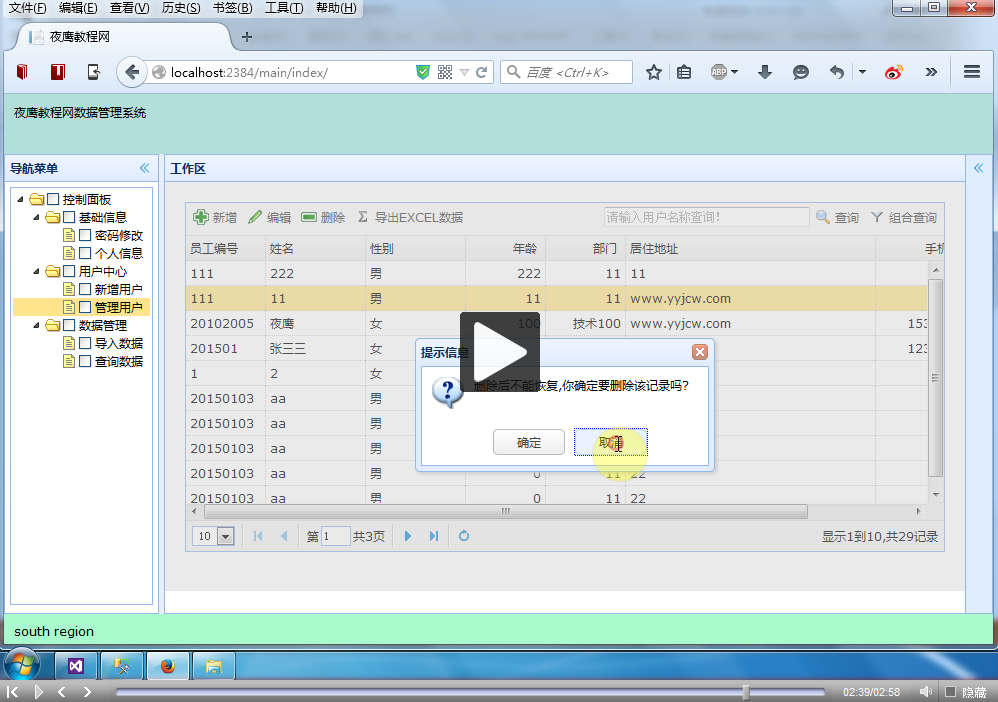 文件(F) 编辑(E) 查看(V) 历史(S) 书签(B) 工具(T) 帮助(H)
夜鹰教程网
localhost:2384/main/index/
百度 <Ctrl+K>
ABP
夜鹰教程网数据管理系统
导航菜单
工作区
控制面板
基础信息
密码修改
个人信息
用户中心
新增用户
管理用户
数据管理
导入数据
查询数据
新增 编辑 删除 Σ 导出EXCEL数据 请输入用户名称查询! 查询 组合查询
员工编号 姓名 性别 年龄 部门 居住地址 手机
111 222 男 222 11 11
111 11 男 11 11 www.yyjcw.com
20102005 夜鹰 女 100 技术100 www.yyjcw.com 153
201501 张三三 女 123
1 2 女
20150103 aa 男
20150103 aa 男
20150103 aa 男
20150103 aa 男 0 11 22
20150103 aa 男 0 11 22
提示信息
删除后不能恢复,你确定要删除该记录吗?
确定 取消
10 第 1 共3页 显示1到10,共29记录
south region
02:39/02:58 隐藏